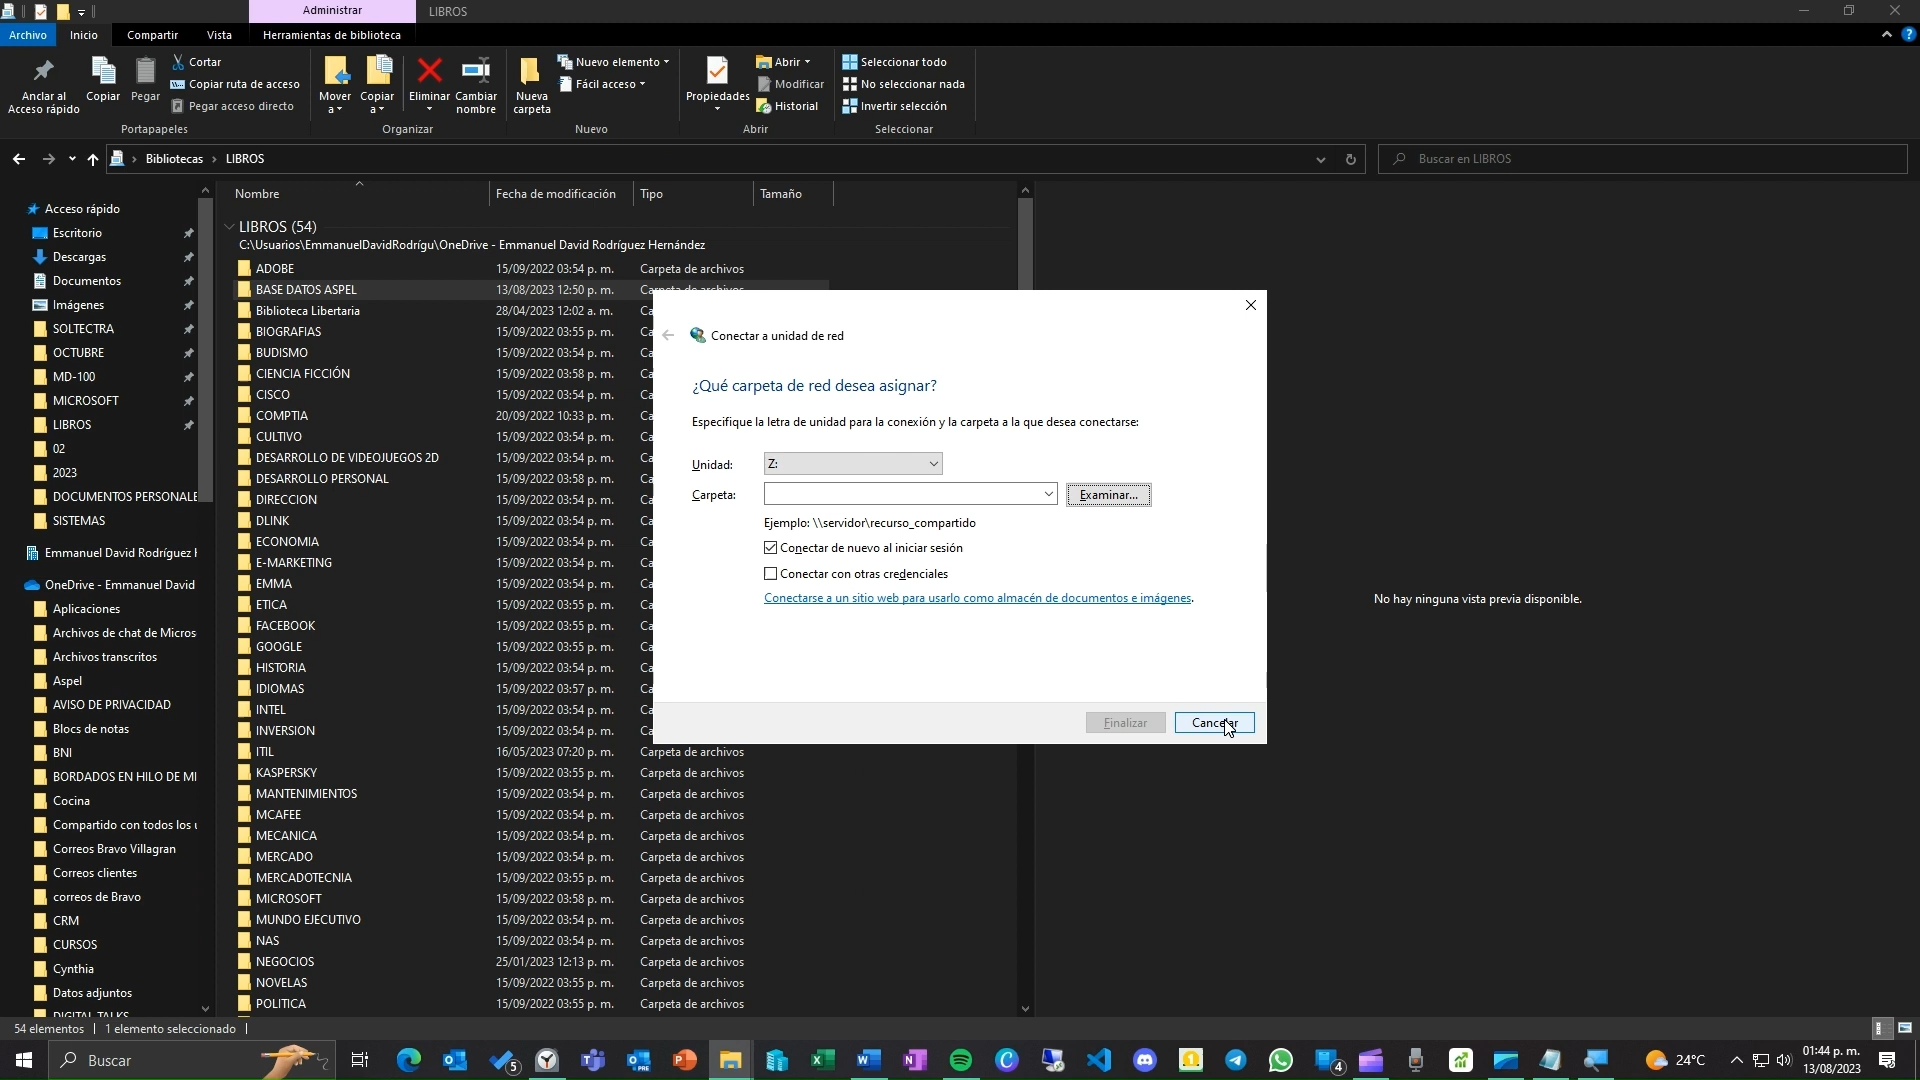 Administrar
LIBROS
Archivo
Inicio
Compartir
Vista
Herramientas de biblioteca
Anclar al
Acceso rápido
Copiar
Pegar
Cortar
Copiar ruta de acceso
Pegar acceso directo
Portapapeles
Mover
a
Copiar
a
Eliminar
Cambiar
nombre
Organizar
Nueva
carpeta
Nuevo elemento
Fácil acceso
Nuevo
Propiedades
Abrir
Modificar
Historial
Abrir
Seleccionar todo
No seleccionar nada
Invertir selección
Seleccionar
Bibliotecas
LIBROS
Buscar en LIBROS
Acceso rápido
Escritorio
Descargas
Documentos
Imágenes
SOLTECTRA
OCTUBRE
MD-100
MICROSOFT
LIBROS
02
2023
DOCUMENTOS PERSONALE
SISTEMAS
Emmanuel David Rodríguez
OneDrive - Emmanuel David
Aplicaciones
Archivos de chat de Micros
Archivos transcritos
Aspel
AVISO DE PRIVACIDAD
Blocs de notas
BNI
BORDADOS EN HILO DE MI
Cocina
Compartido con todos los
Correos Bravo Villagran
Correos clientes
correos de Bravo
CRM
CURSOS
Cynthia
Datos adjuntos
DIGITAL TALKS
Nombre Fecha de modificación Tipo Tamaño
LIBROS (54)
C:\Usuarios\EmmanuelDavidRodrígu\OneDrive - Emmanuel David Rodríguez Hernández
ADOBE 15/09/2022 03:54 p. m. Carpeta de archivos
BASE DATOS ASPEL 13/08/2023 12:50 p. m. Carpeta de archivos
Biblioteca Libertaria 28/04/2023 12:02 a. m. Ca
BIOGRAFIAS 15/09/2022 03:55 p. m. Ca
BUDISMO 15/09/2022 03:54 p. m. Ca
CIENCIA FICCIÓN 15/09/2022 03:58 p. m. Ca
CISCO 15/09/2022 03:54 p. m. Ca
COMPTIA 20/09/2022 10:33 p. m. Ca
CULTIVO 15/09/2022 03:54 p. m. Ca
DESARROLLO DE VIDEOJUEGOS 2D 15/09/2022 03:54 p. m. Ca
DESARROLLO PERSONAL 15/09/2022 03:58 p. m. Ca
DIRECCION 15/09/2022 03:54 p. m. Ca
DLINK 15/09/2022 03:54 p. m. Ca
ECONOMIA 15/09/2022 03:54 p. m. Ca
E-MARKETING 15/09/2022 03:54 p. m. Ca
EMMA 15/09/2022 03:54 p. m. Ca
ETICA 15/09/2022 03:55 p. m. Ca
FACEBOOK 15/09/2022 03:55 p. m. Ca
GOOGLE 15/09/2022 03:55 p. m. Ca
HISTORIA 15/09/2022 03:54 p. m. Ca
IDIOMAS 15/09/2022 03:57 p. m. Ca
INTEL 15/09/2022 03:54 p. m. Ca
INVERSION 15/09/2022 03:54 p. m. Ca
ITIL 16/05/2023 07:20 p. m. Carpeta de archivos
KASPERSKY 15/09/2022 03:55 p. m. Carpeta de archivos
MANTENIMIENTOS 15/09/2022 03:54 p. m. Carpeta de archivos
MCAFEE 15/09/2022 03:54 p. m. Carpeta de archivos
MECANICA 15/09/2022 03:54 p. m. Carpeta de archivos
MERCADO 15/09/2022 03:54 p. m. Carpeta de archivos
MERCADOTECNIA 15/09/2022 03:55 p. m. Carpeta de archivos
MICROSOFT 15/09/2022 03:58 p. m. Carpeta de archivos
MUNDO EJECUTIVO 15/09/2022 03:54 p. m. Carpeta de archivos
NAS 15/09/2022 03:54 p. m. Carpeta de archivos
NEGOCIOS 25/01/2023 12:13 p. m. Carpeta de archivos
NOVELAS 15/09/2022 03:55 p. m. Carpeta de archivos
POLITICA 15/09/2022 03:55 p. m. Carpeta de archivos
Conectar a unidad de red
¿Qué carpeta de red desea asignar?
Especifique la letra de unidad para la conexión y la carpeta a la que desea conectarse:
Unidad: Z:
Carpeta: Examinar...
Ejemplo: \\servidor\recurso_compartido
Conectar de nuevo al iniciar sesión
Conectar con otras credenciales
Conectarse a un sitio web para usarlo como almacén de documentos e imágenes.
Finalizar
Cancelar
No hay ninguna vista previa disponible.
54 elementos
1 elemento seleccionado
Buscar
5
PRE
4
24°C
01:44 p. m.
13/08/2023